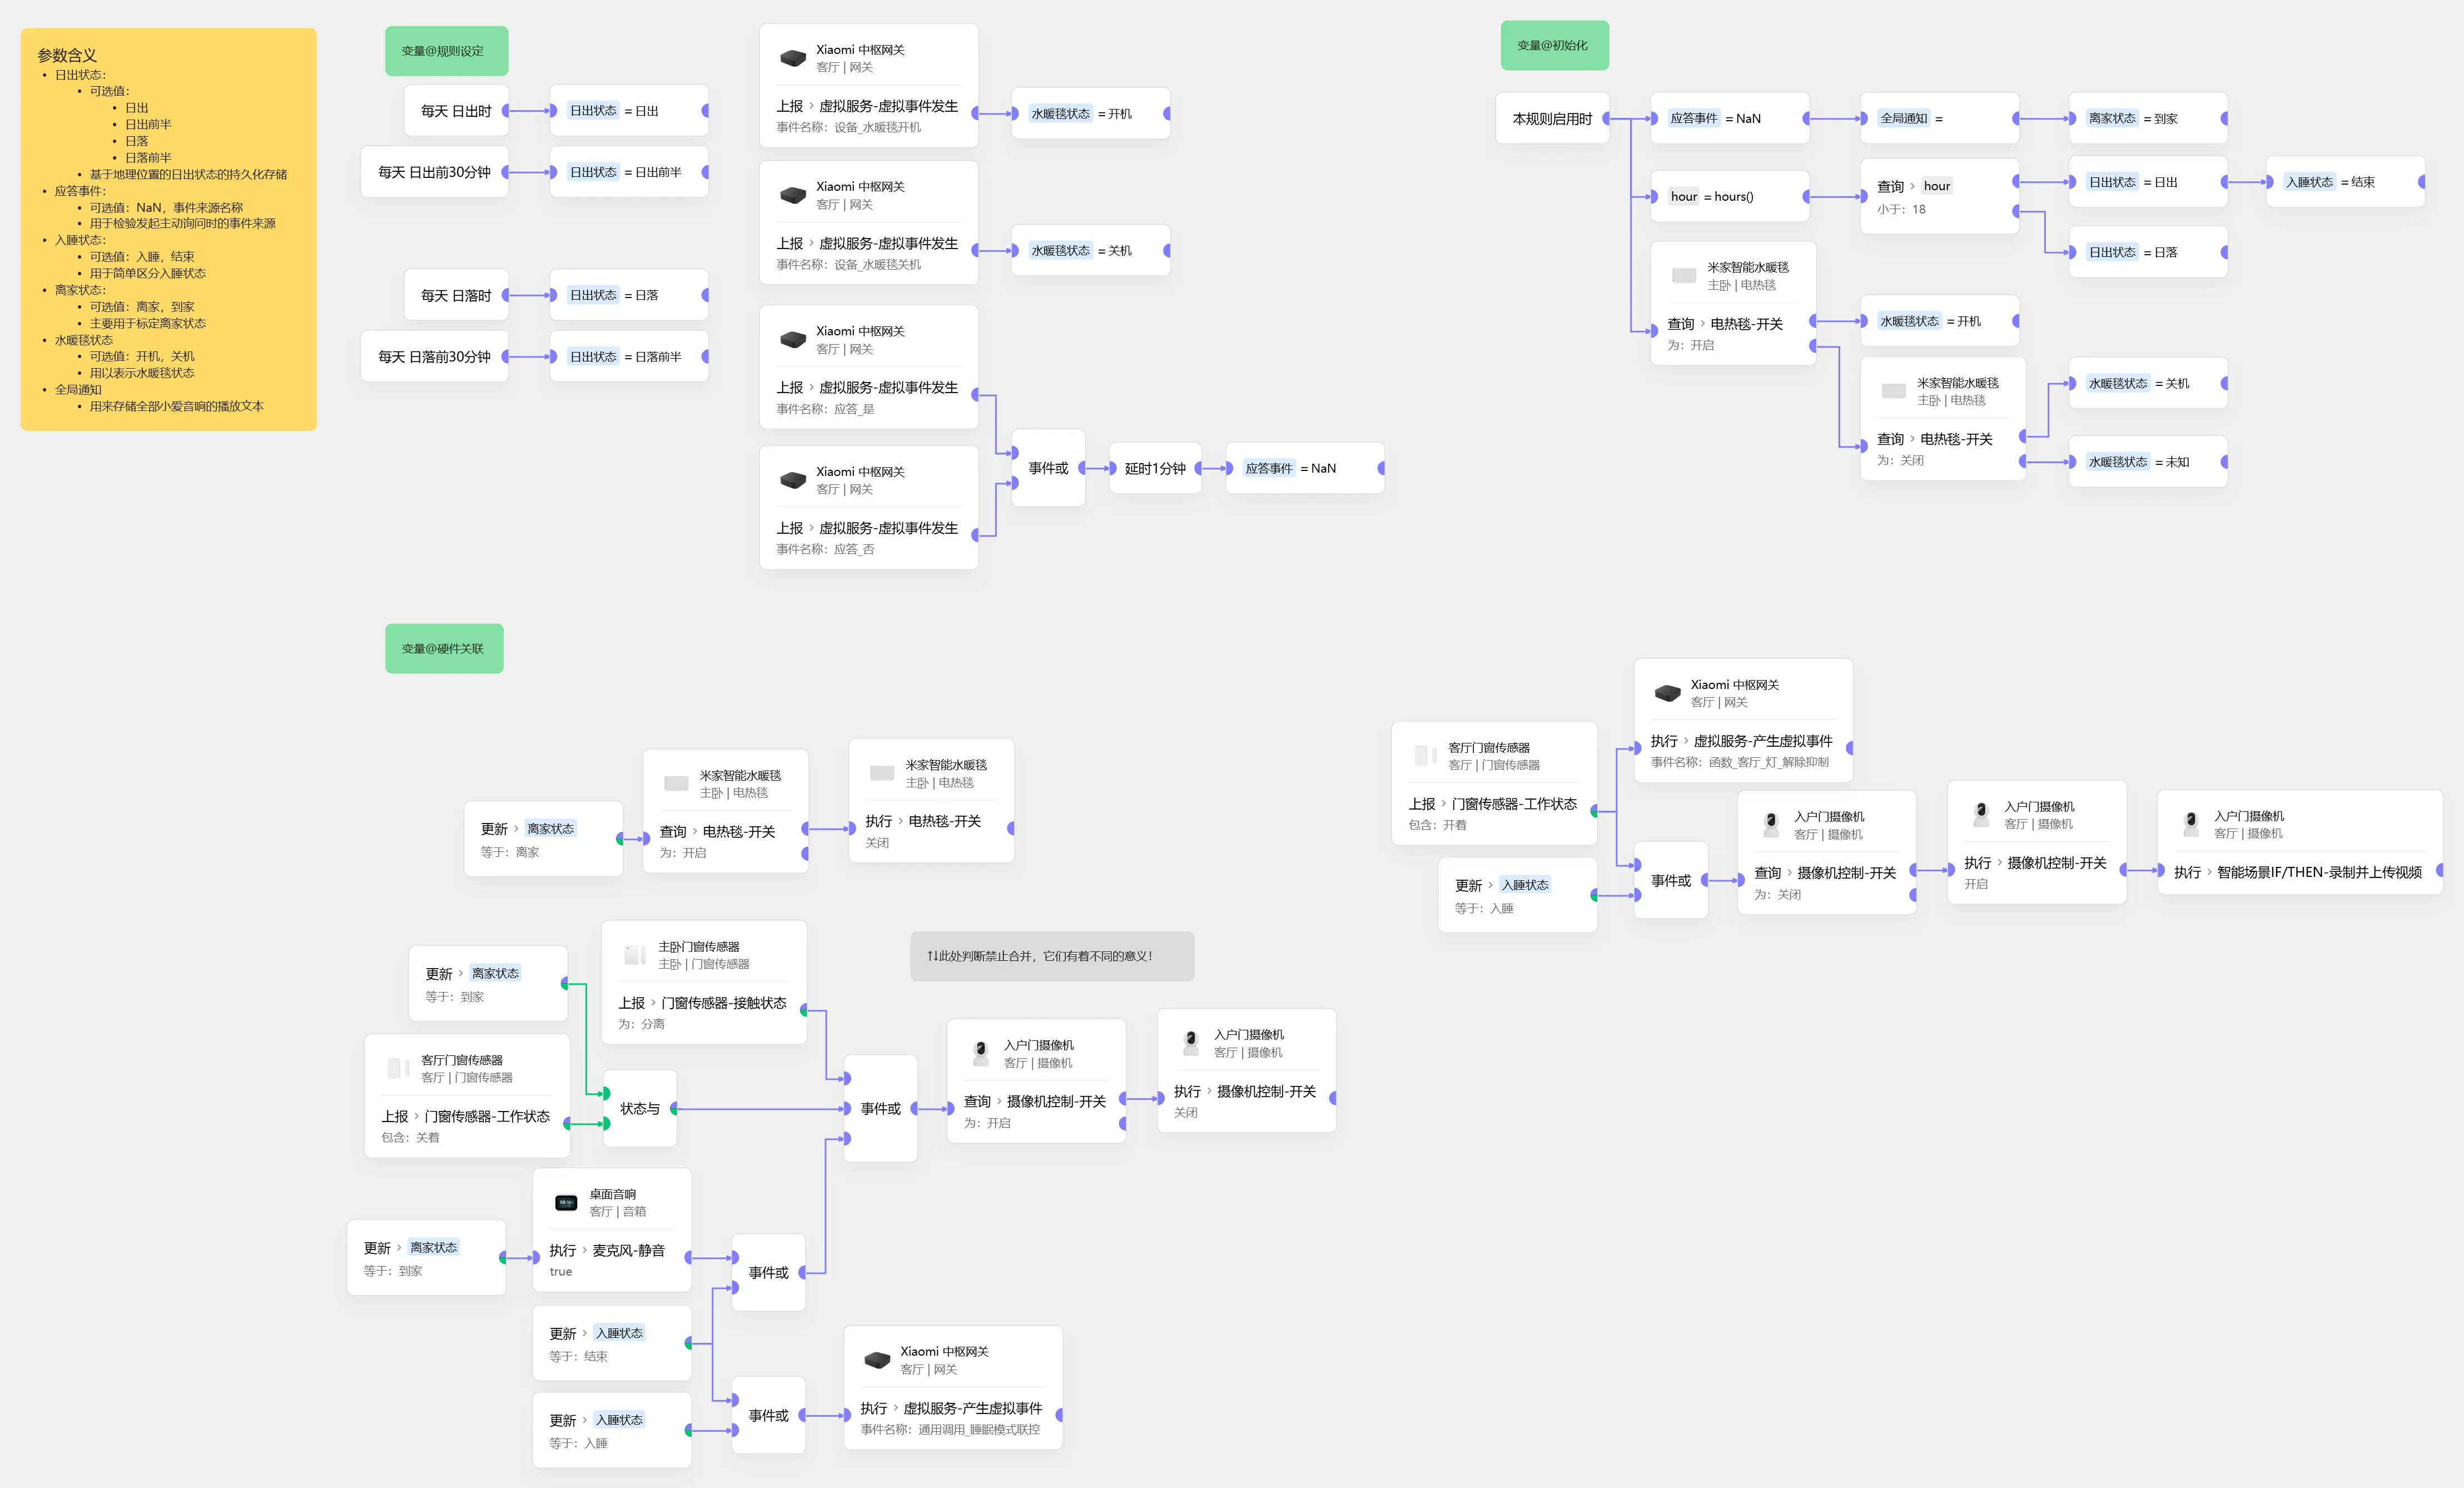 参数含义
• 日出状态：
• 可选值：
• 日出
• 日出前半
• 日落
• 日落前半
• 基于地理位置的日出状态的持久化存储
• 应答事件：
• 可选值：NaN，事件来源名称
• 用于检验发起主动询问时的事件来源
• 入睡状态：
• 可选值：入睡，结束
• 用于简单区分入睡状态
• 离家状态：
• 可选值：离家，到家
• 主要用于标定离家状态
• 水暖毯状态
• 可选值：开机，关机
• 用以表示水暖毯状态
• 全局通知
• 用来存储全部小爱音响的播放文本
变量@规则设定
每天 日出时
日出状态 = 日出
每天 日出前30分钟
日出状态 = 日出前半
每天 日落时
日出状态 = 日落
每天 日落前30分钟
日出状态 = 日落前半
Xiaomi 中枢网关
客厅 | 网关
上报 › 虚拟服务-虚拟事件发生
事件名称：设备_水暖毯开机
水暖毯状态 = 开机
Xiaomi 中枢网关
客厅 | 网关
上报 › 虚拟服务-虚拟事件发生
事件名称：设备_水暖毯关机
水暖毯状态 = 关机
Xiaomi 中枢网关
客厅 | 网关
上报 › 虚拟服务-虚拟事件发生
事件名称：应答_是
Xiaomi 中枢网关
客厅 | 网关
上报 › 虚拟服务-虚拟事件发生
事件名称：应答_否
事件或
延时1分钟
应答事件 = NaN
变量@初始化
本规则启用时
应答事件 = NaN
全局通知 =
离家状态 = 到家
hour = hours()
查询 › hour
小于：18
日出状态 = 日出
入睡状态 = 结束
日出状态 = 日落
米家智能水暖毯
主卧 | 电热毯
查询 › 电热毯-开关
为：开启
水暖毯状态 = 开机
米家智能水暖毯
主卧 | 电热毯
查询 › 电热毯-开关
为：关闭
水暖毯状态 = 关机
水暖毯状态 = 未知
变量@硬件关联
更新 › 离家状态
等于：离家
米家智能水暖毯
主卧 | 电热毯
查询 › 电热毯-开关
为：开启
米家智能水暖毯
主卧 | 电热毯
执行 › 电热毯-开关
关闭
更新 › 离家状态
等于：到家
客厅门窗传感器
客厅 | 门窗传感器
上报 › 门窗传感器-工作状态
包含：关着
主卧门窗传感器
主卧 | 门窗传感器
上报 › 门窗传感器-接触状态
为：分离
状态与
↑↓此处判断禁止合并，它们有着不同的意义！
事件或
入户门摄像机
客厅 | 摄像机
查询 › 摄像机控制-开关
为：开启
入户门摄像机
客厅 | 摄像机
执行 › 摄像机控制-开关
关闭
更新 › 离家状态
等于：到家
桌面音响
客厅 | 音箱
执行 › 麦克风-静音
true
事件或
更新 › 入睡状态
等于：结束
更新 › 入睡状态
等于：入睡
事件或
Xiaomi 中枢网关
客厅 | 网关
执行 › 虚拟服务-产生虚拟事件
事件名称：通用调用_睡眠模式联控
客厅门窗传感器
客厅 | 门窗传感器
上报 › 门窗传感器-工作状态
包含：开着
Xiaomi 中枢网关
客厅 | 网关
执行 › 虚拟服务-产生虚拟事件
事件名称：函数_客厅_灯_解除抑制
更新 › 入睡状态
等于：入睡
事件或
入户门摄像机
客厅 | 摄像机
查询 › 摄像机控制-开关
为：关闭
入户门摄像机
客厅 | 摄像机
执行 › 摄像机控制-开关
开启
入户门摄像机
客厅 | 摄像机
执行 › 智能场景IF/THEN-录制并上传视频